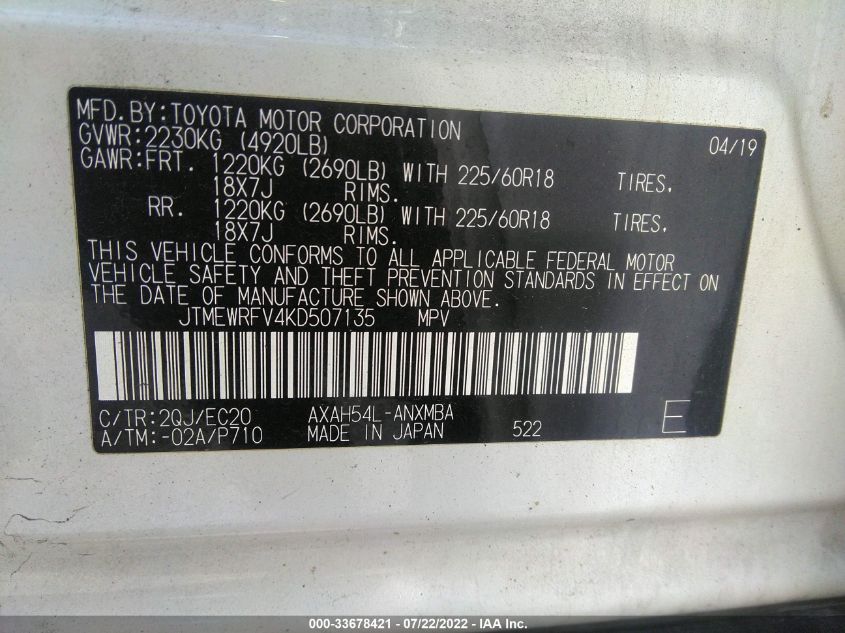 MFD.BY:TOYOTA MOTOR CORPORATION 04/19
GVWR:2230KG (4920LB)
GAWR:FRT. 1220KG (2690LB) WITH 225/60R18 TIRES.
18X7J RIMS.
RR. 1220KG (2690LB) WITH 225/60R18 TIRES.
18X7J RIMS.
THIS VEHICLE CONFORMS TO ALL APPLICABLE FEDERAL MOTOR
VEHICLE SAFETY AND THEFT PREVENTION STANDARDS IN EFFECT ON
THE DATE OF MANUFACTURE SHOWN ABOVE.
JTMEWRFV4KD507135 MPV
C/TR:2QJ/EC20 AXAH54L-ANXMBA E
A/TM:-02A/P710 MADE IN JAPAN 522
000-33678421 - 07/22/2022 - IAA Inc.